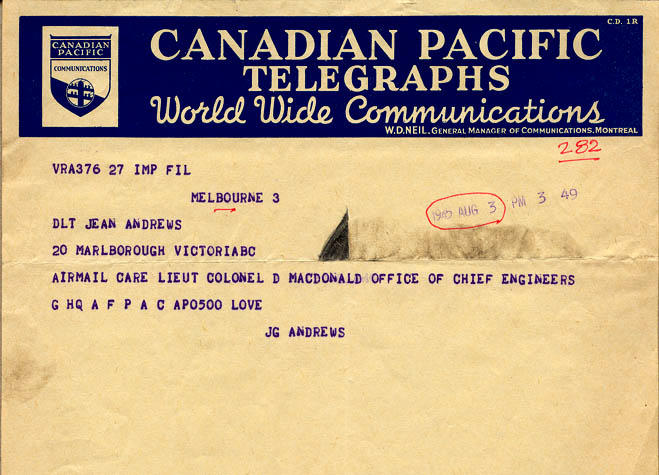 C.D. 1R
CANADIAN PACIFIC
COMMUNICATIONS
CANADIAN PACIFIC
TELEGRAPHS
World Wide Communications
W.D. NEIL, GENERAL MANAGER OF COMMUNICATIONS, MONTREAL
282
VRA376 27 IMP FIL
MELBOURNE 3
1945 AUG 3 PM 3 49
DLT JEAN ANDREWS
20 MARLBOROUGH VICTORIABC
AIRMAIL CARE LIEUT COLONEL D MACDONALD OFFICE OF CHIEF ENGINEERS
G HQ A F P A C APO500 LOVE
JG ANDREWS